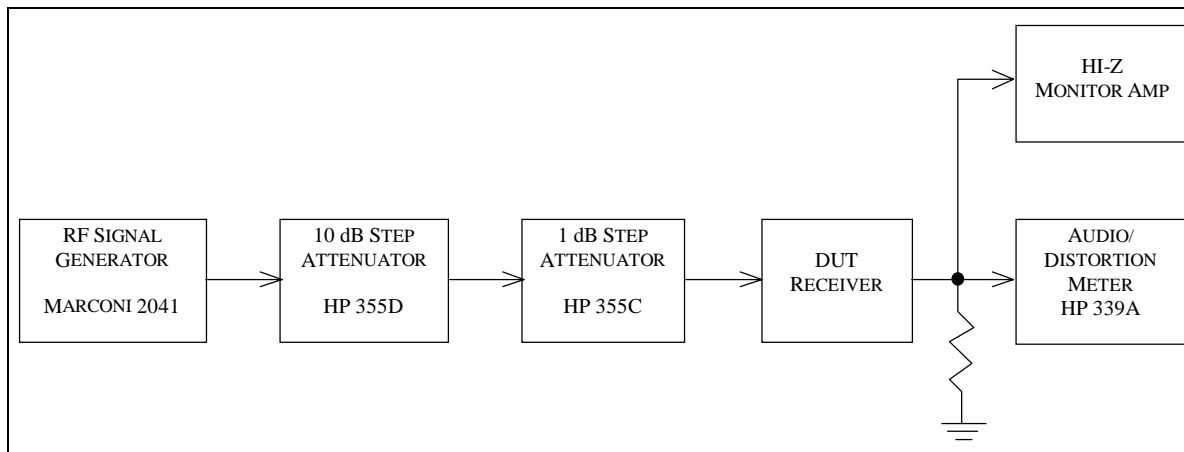 HI-Z
MONITOR AMP
RF SIGNAL
GENERATOR
MARCONI 2041
10 dB STEP
ATTENUATOR
HP 355D
1 dB STEP
ATTENUATOR
HP 355C
DUT
RECEIVER
AUDIO/
DISTORTION
METER
HP 339A